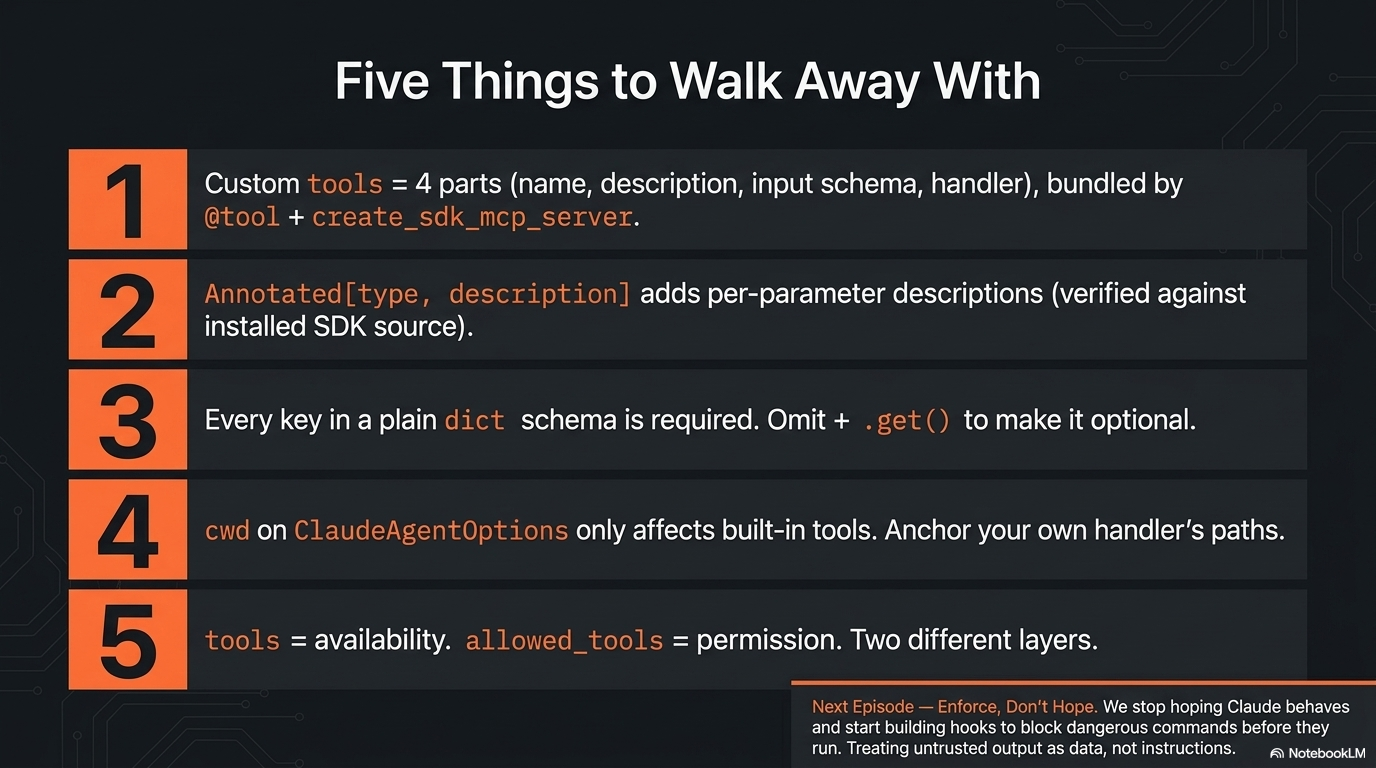 Five Things to Walk Away With
1
Custom tools = 4 parts (name, description, input schema, handler), bundled by
@tool + create_sdk_mcp_server.
2
Annotated[type, description] adds per-parameter descriptions (verified against
installed SDK source).
3
Every key in a plain dict schema is required. Omit + .get() to make it optional.
4
cwd on ClaudeAgentOptions only affects built-in tools. Anchor your own handler’s paths.
5
tools = availability. allowed_tools = permission. Two different layers.
Next Episode — Enforce, Don’t Hope. We stop hoping Claude behaves
and start building hooks to block dangerous commands before they
run. Treating untrusted output as data, not instructions.
NotebookLM